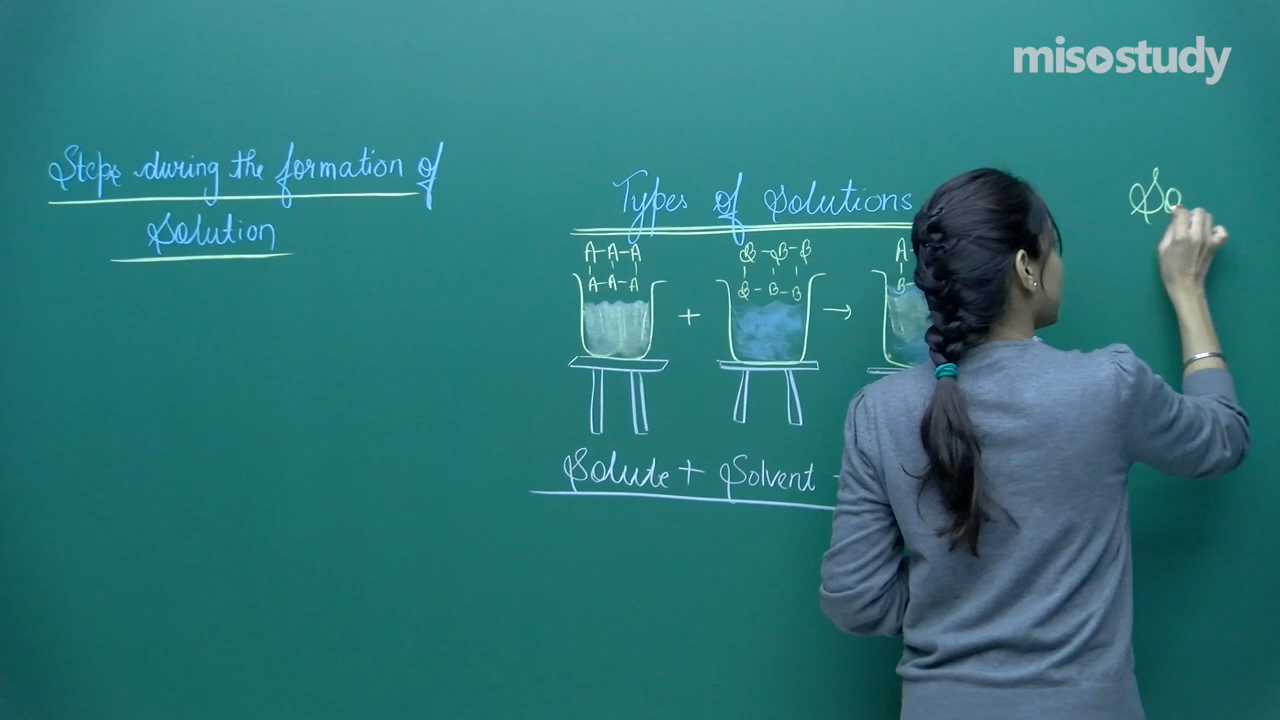 misostudy
Steps during the formation of
Solution
Types of Solutions
A-A-A
A-A-A
B-B-B
B-B-B
A-
B-
+ →
Solute + Solvent
So